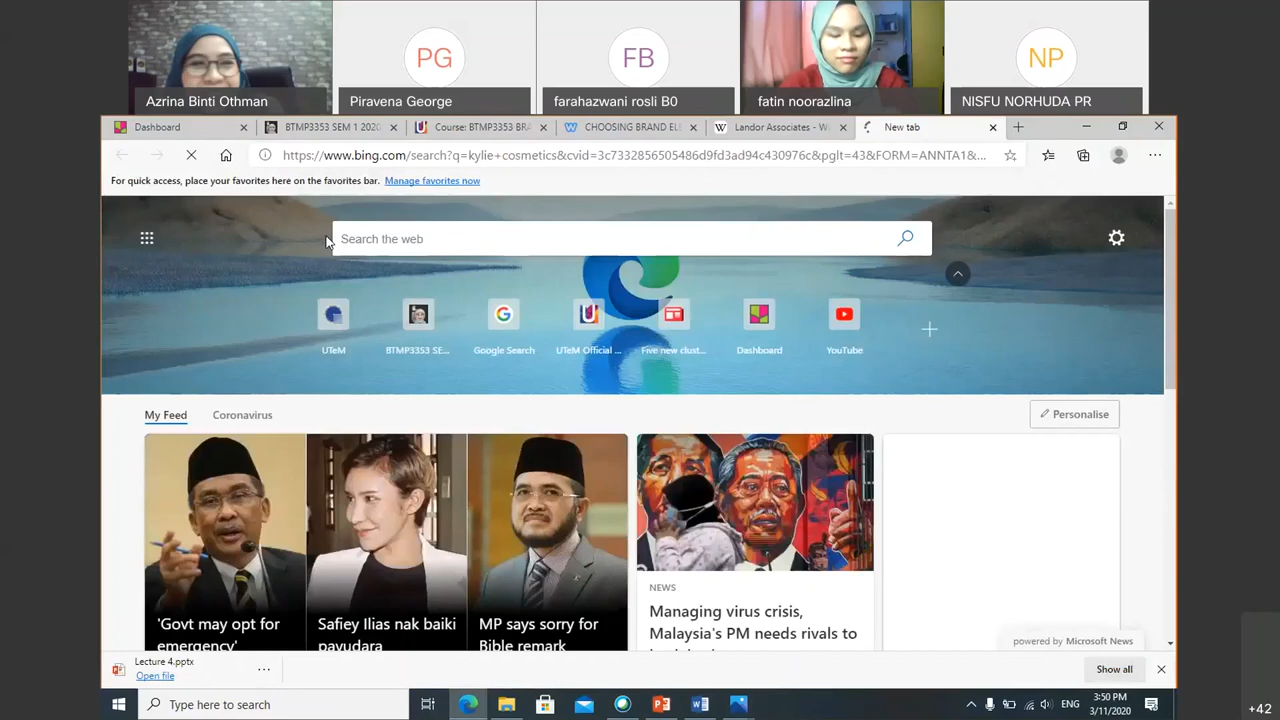 PG
FB
NP
Azrina Binti Othman
Piravena George
farahazwani rosli B0
fatin noorazlina
NISFU NORHUDA PR
Dashboard
BTMP3353 SEM 1 2020
Course: BTMP3353 BRA
CHOOSING BRAND ELE
Landor Associates - Wi
New tab
https://www.bing.com/search?q=kylie+cosmetics&cvid=3c7332856505486d9fd3ad94c430976c&pglt=43&FORM=ANNTA1&...
For quick access, place your favorites here on the favorites bar. Manage favorites now
Search the web
UTeM
BTMP3353 SE...
Google Search
UTeM Official ...
Five new clust...
Dashboard
YouTube
My Feed
Coronavirus
Personalise
'Govt may opt for
emergency'
Safiey Ilias nak baiki
payudara
MP says sorry for
Bible remark
NEWS
Managing virus crisis,
Malaysia's PM needs rivals to
powered by Microsoft News
Lecture 4.pptx
Open file
Show all
Type here to search
ENG
3:50 PM
3/11/2020
+42